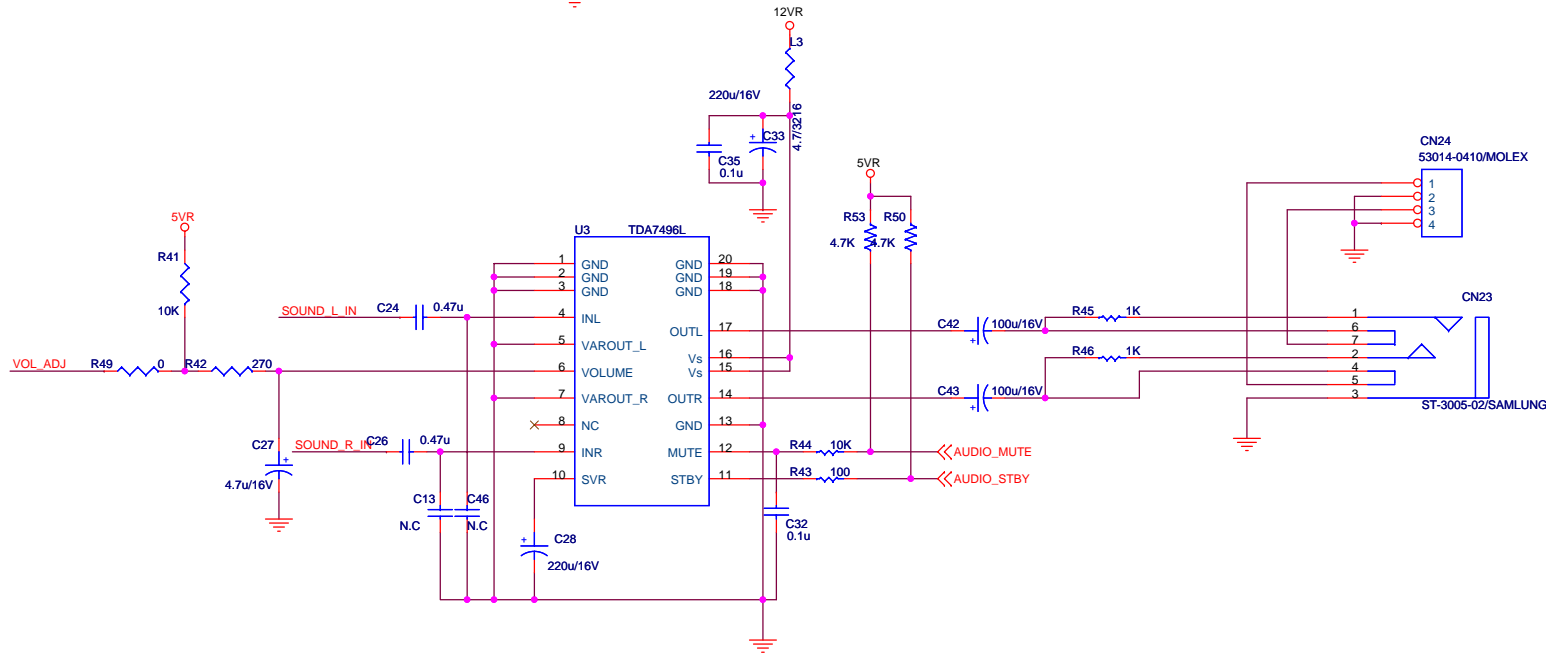 12VR
L3
220u/16V
4.7/3216
C33
C35
0.1u
5VR
CN24
53014-0410/MOLEX
1
2
3
4
5VR
R53
R50
4.7K
4.7K
U3
TDA7496L
R41
10K
1
GND
GND
20
2
GND
GND
19
3
GND
GND
18
SOUND_L_IN
C24
0.47u
4
INL
OUTL
17
C42
100u/16V
R45
1K
CN23
1
6
7
5
VAROUT_L
Vs
16
R46
1K
2
VOL_ADJ
R49
0
R42
270
6
VOLUME
Vs
15
4
5
7
VAROUT_R
OUTR
14
C43
100u/16V
3
ST-3005-02/SAMLUNG
8
NC
GND
13
C27
4.7u/16V
SOUND_R_IN
C26
0.47u
9
INR
MUTE
12
R44
10K
AUDIO_MUTE
10
SVR
STBY
11
R43
100
AUDIO_STBY
C13
C46
N.C
N.C
C32
0.1u
C28
220u/16V